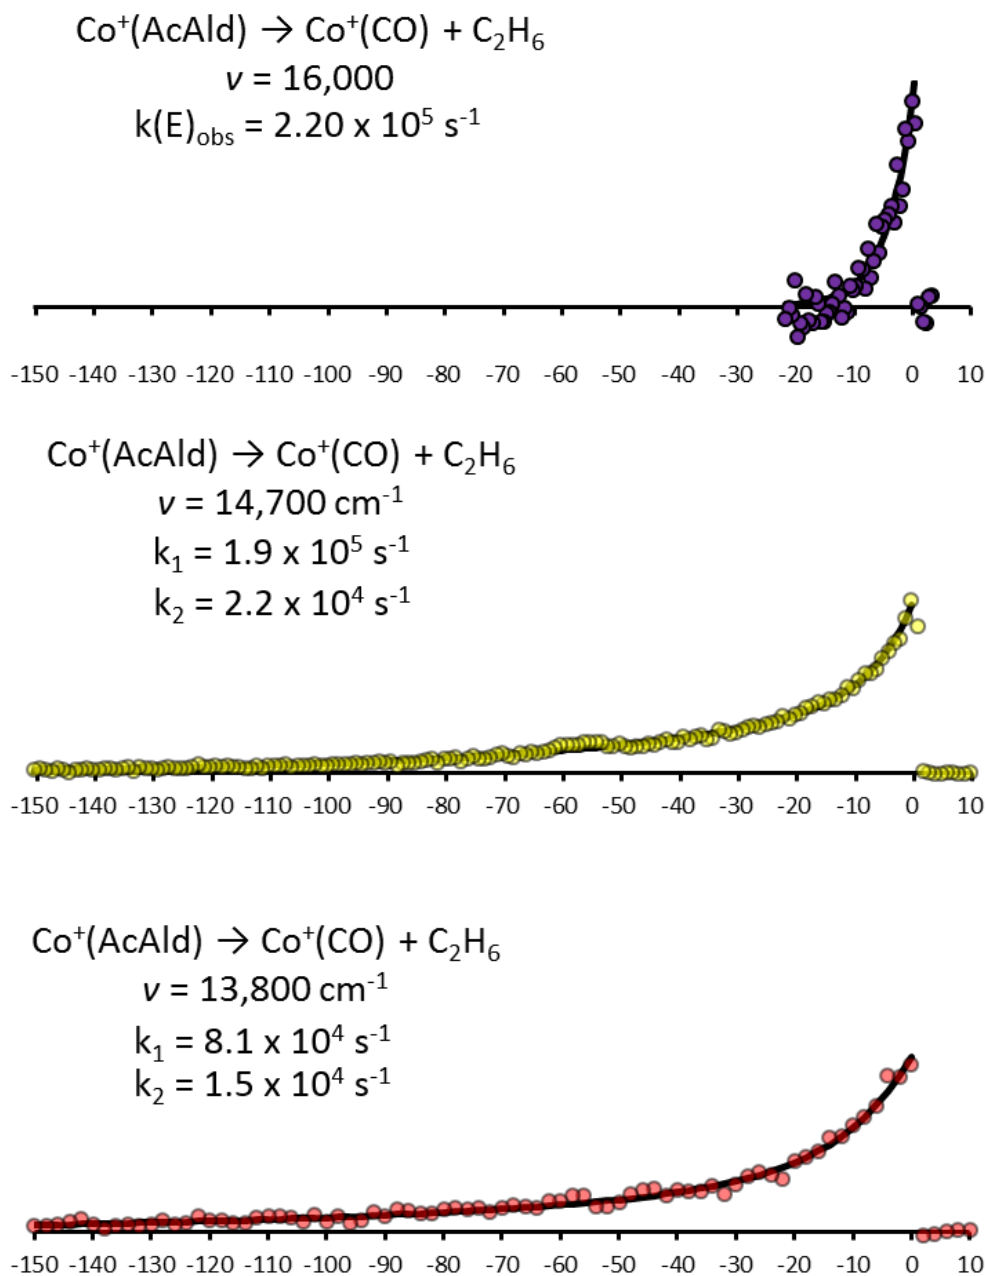 Co⁺(AcAld) → Co⁺(CO) + C₂H₆
ν = 16,000
k(E)obs = 2.20 x 10⁵ s⁻¹
-150 -140 -130 -120 -110 -100 -90 -80 -70 -60 -50 -40 -30 -20 -10 0 10
Co⁺(AcAld) → Co⁺(CO) + C₂H₆
ν = 14,700 cm⁻¹
k₁ = 1.9 x 10⁵ s⁻¹
k₂ = 2.2 x 10⁴ s⁻¹
-150 -140 -130 -120 -110 -100 -90 -80 -70 -60 -50 -40 -30 -20 -10 0 10
Co⁺(AcAld) → Co⁺(CO) + C₂H₆
ν = 13,800 cm⁻¹
k₁ = 8.1 x 10⁴ s⁻¹
k₂ = 1.5 x 10⁴ s⁻¹
-150 -140 -130 -120 -110 -100 -90 -80 -70 -60 -50 -40 -30 -20 -10 0 10